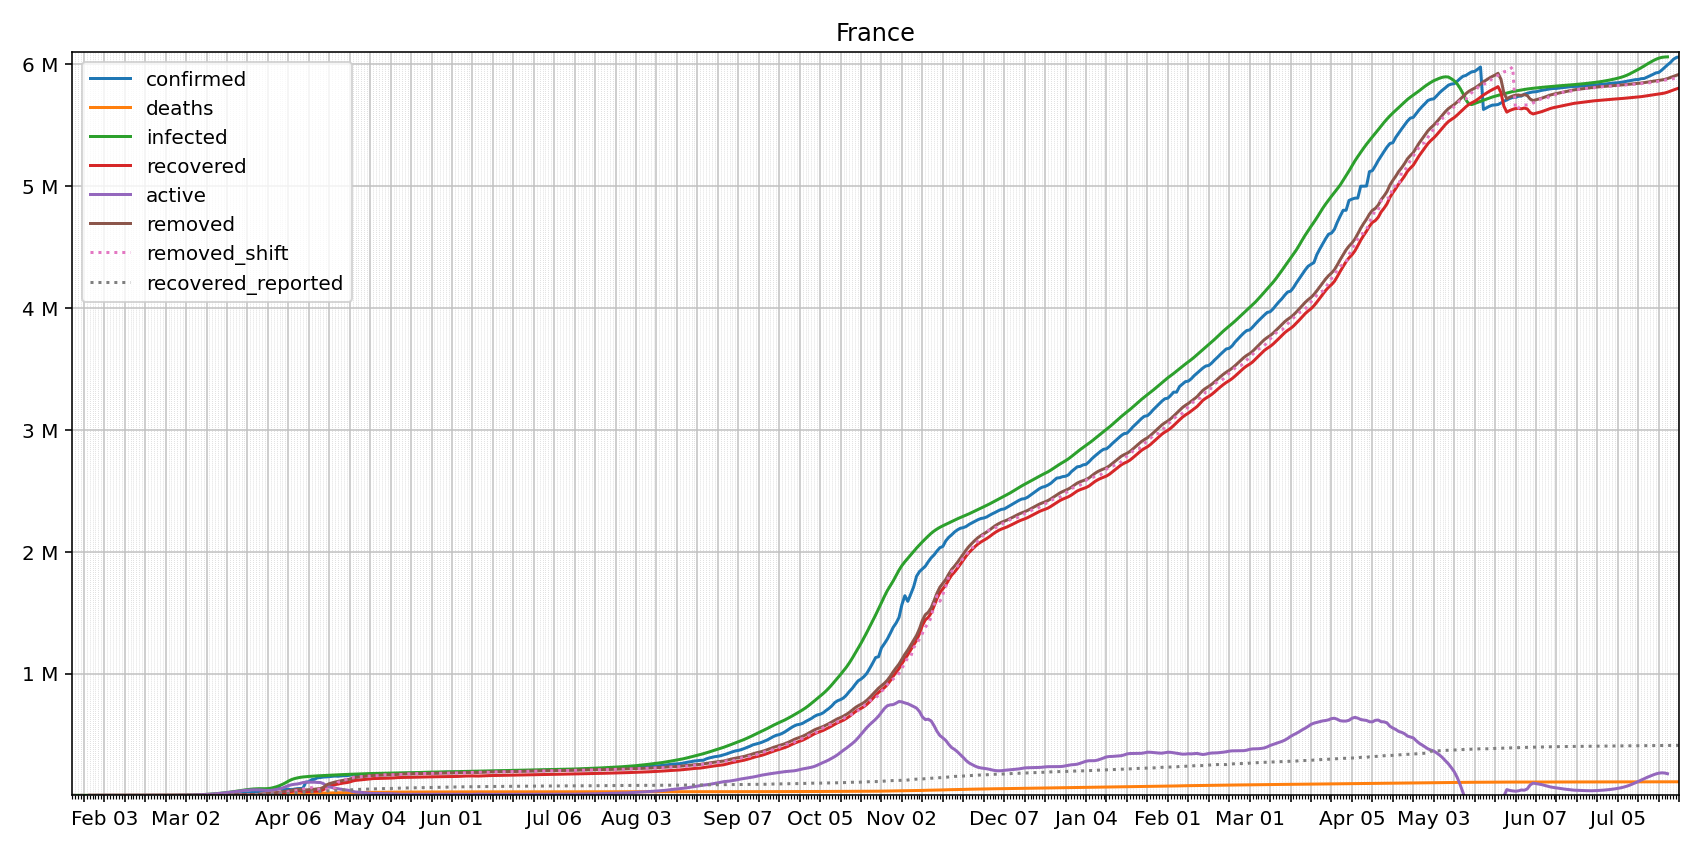 France
6 M
5 M
4 M
3 M
2 M
1 M
confirmed
deaths
infected
recovered
active
removed
removed_shift
recovered_reported
Feb 03 Mar 02 Apr 06 May 04 Jun 01 Jul 06 Aug 03 Sep 07 Oct 05 Nov 02 Dec 07 Jan 04 Feb 01 Mar 01 Apr 05 May 03 Jun 07 Jul 05